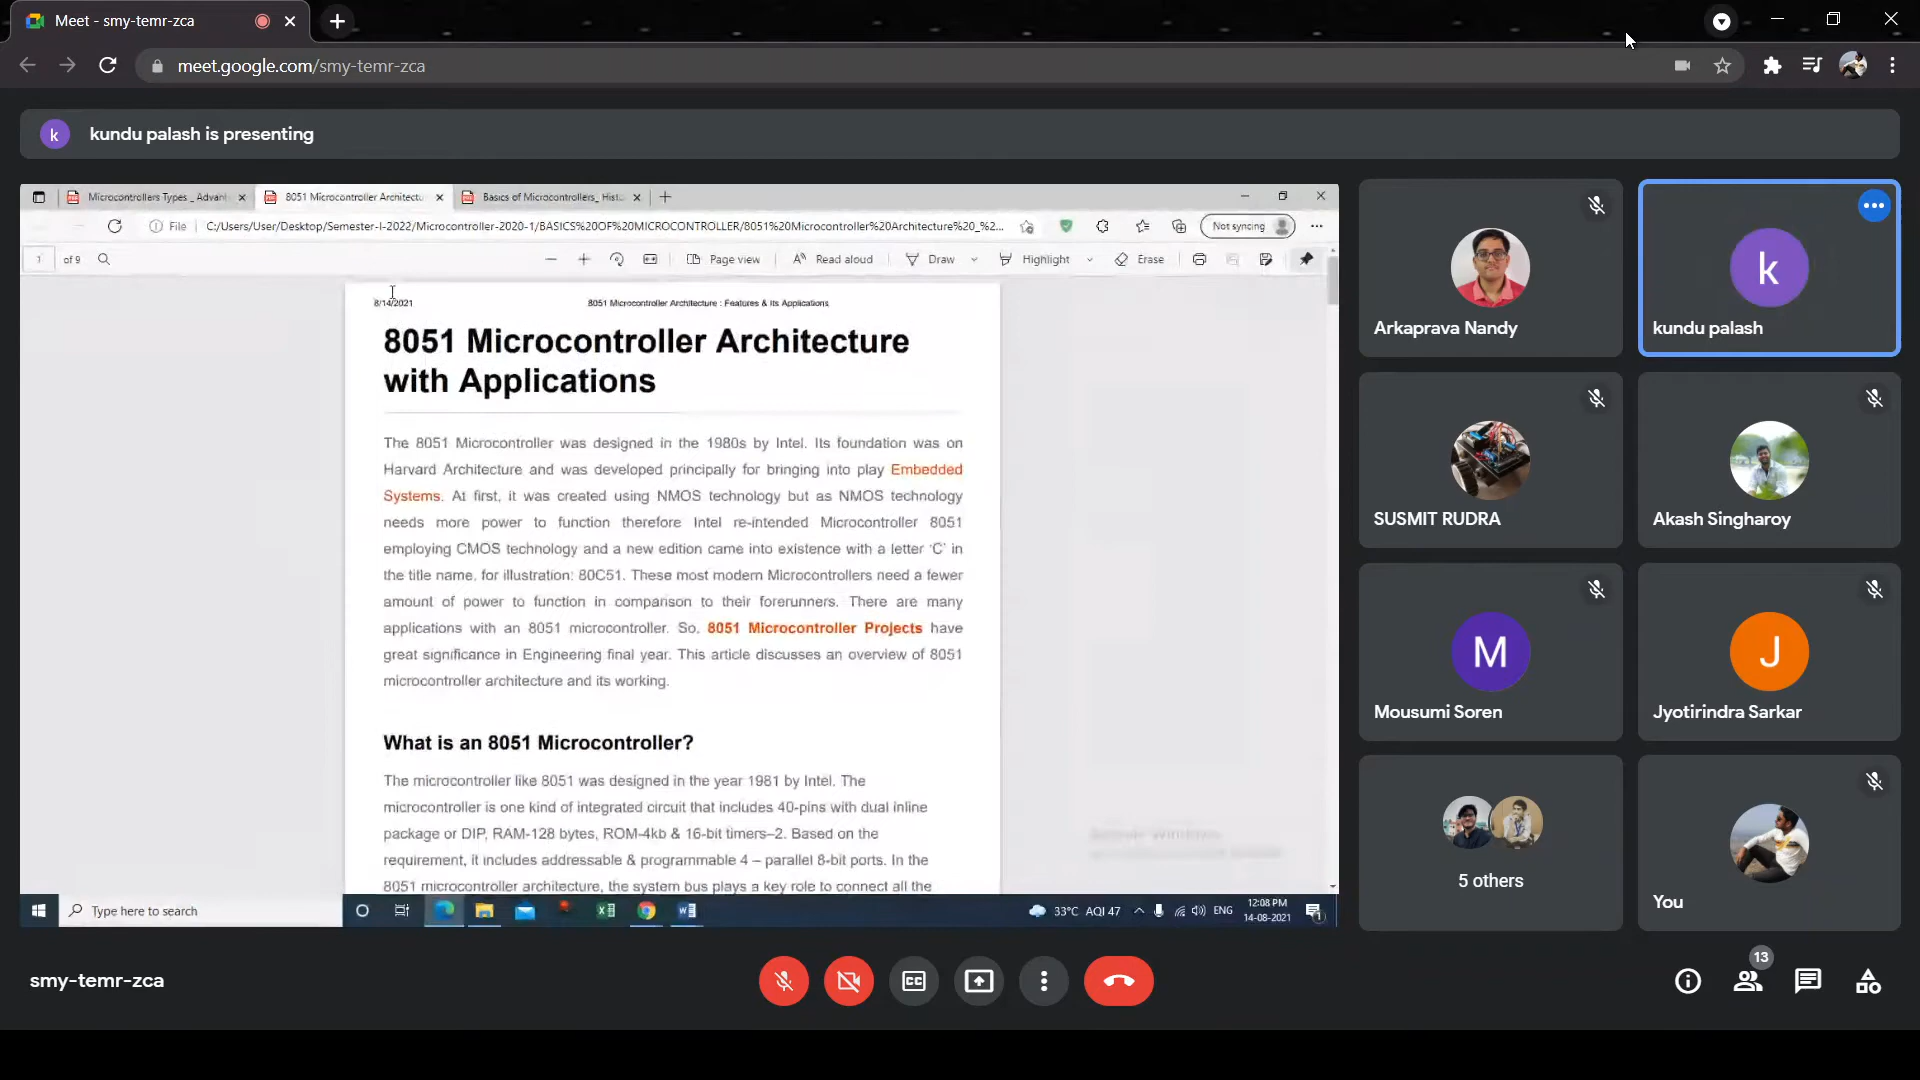 Meet - smy-temr-zca
meet.google.com/smy-temr-zca
k kundu palash is presenting
Microcontrollers Types _ Advant
8051 Microcontroller Architectu
Basics of Microcontrollers_ Hist
File C:/Users/User/Desktop/Semester-I-2022/Microcontroller-2020-1/BASICS%20OF%20MICROCONTROLLER/8051%20Microcontroller%20Architecture%20_%2...
Not syncing
1 of 9
Page view
Read aloud
Draw
Highlight
Erase
8/14/2021 8051 Microcontroller Architecture : Features & Its Applications
8051 Microcontroller Architecture
with Applications
The 8051 Microcontroller was designed in the 1980s by Intel. Its foundation was on
Harvard Architecture and was developed principally for bringing into play Embedded
Systems. At first, it was created using NMOS technology but as NMOS technology
needs more power to function therefore Intel re-intended Microcontroller 8051
employing CMOS technology and a new edition came into existence with a letter ‘C’ in
the title name, for illustration: 80C51. These most modern Microcontrollers need a fewer
amount of power to function in comparison to their forerunners. There are many
applications with an 8051 microcontroller. So, 8051 Microcontroller Projects have
great significance in Engineering final year. This article discusses an overview of 8051
microcontroller architecture and its working.
What is an 8051 Microcontroller?
The microcontroller like 8051 was designed in the year 1981 by Intel. The
microcontroller is one kind of integrated circuit that includes 40-pins with dual inline
package or DIP, RAM-128 bytes, ROM-4kb & 16-bit timers–2. Based on the
requirement, it includes addressable & programmable 4 – parallel 8-bit ports. In the
8051 microcontroller architecture, the system bus plays a key role to connect all the
Type here to search
33°C AQI 47
ENG
12:08 PM
14-08-2021
1
Arkaprava Nandy
k
kundu palash
SUSMIT RUDRA
Akash Singharoy
M
Mousumi Soren
J
Jyotirindra Sarkar
5 others
You
smy-temr-zca
CC
13